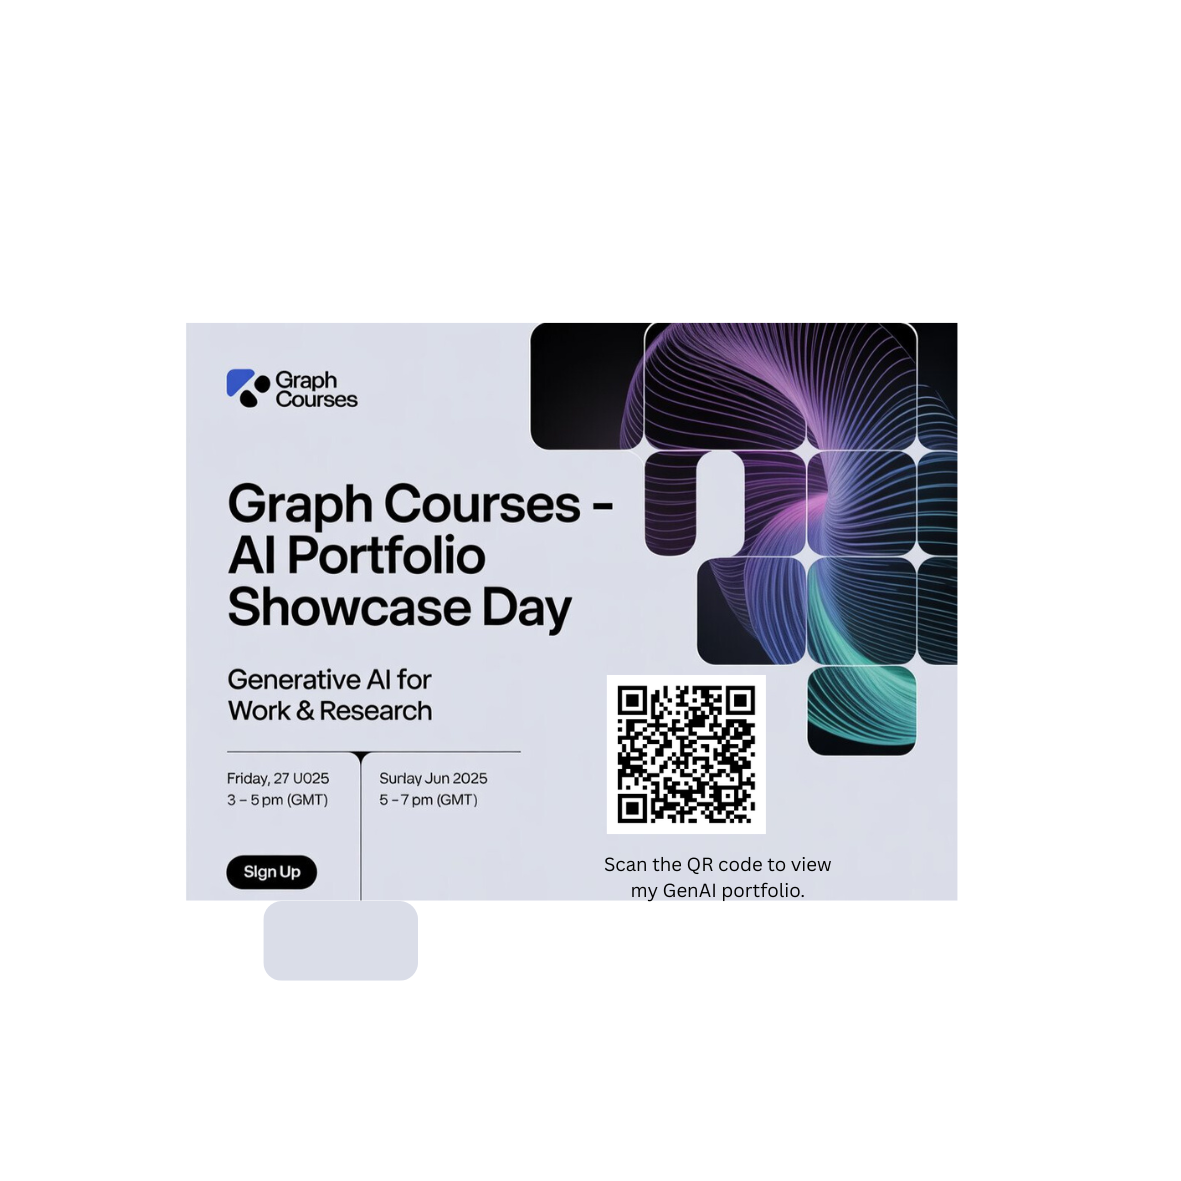 Graph
Courses
Graph Courses -
AI Portfolio
Showcase Day
Generative AI for
Work & Research
Friday, 27 U025
3 – 5 pm (GMT)
Surlay Jun 2025
5 – 7 pm (GMT)
Sign Up
Scan the QR code to view
my GenAI portfolio.